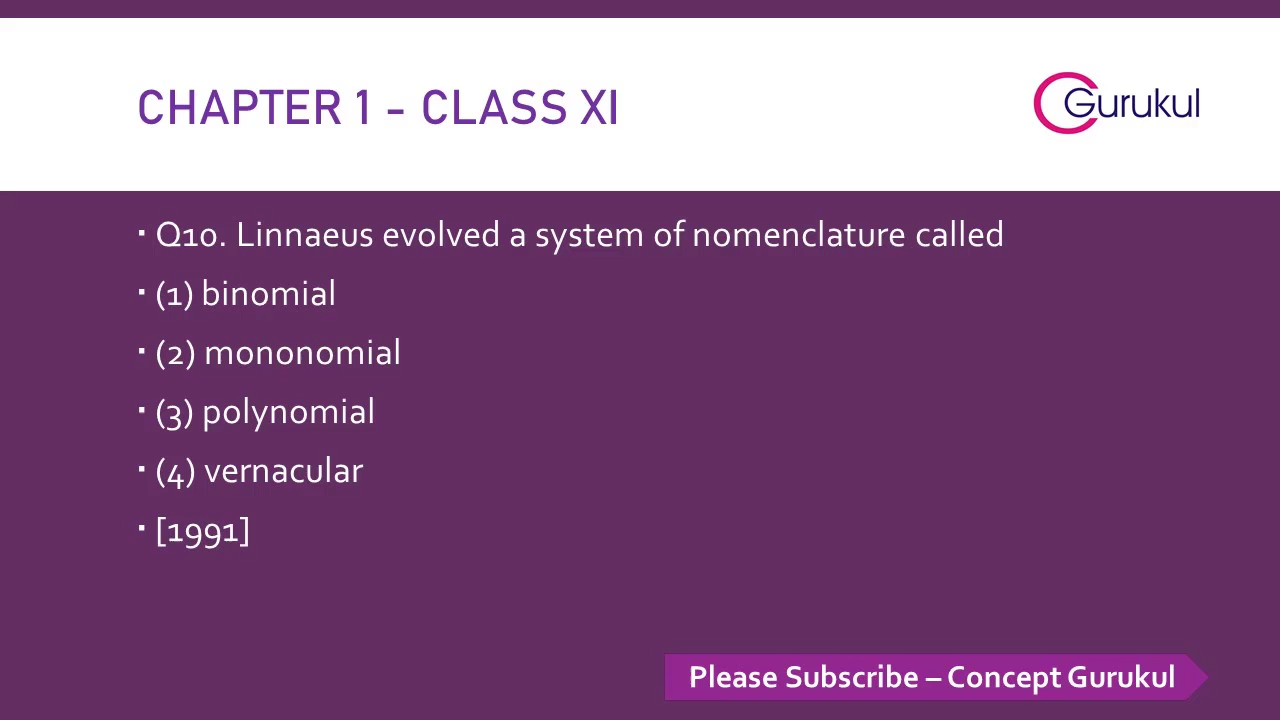 CHAPTER 1 - CLASS XI
Gurukul
▪ Q10. Linnaeus evolved a system of nomenclature called
▪ (1) binomial
▪ (2) mononomial
▪ (3) polynomial
▪ (4) vernacular
▪ [1991]
Please Subscribe – Concept Gurukul